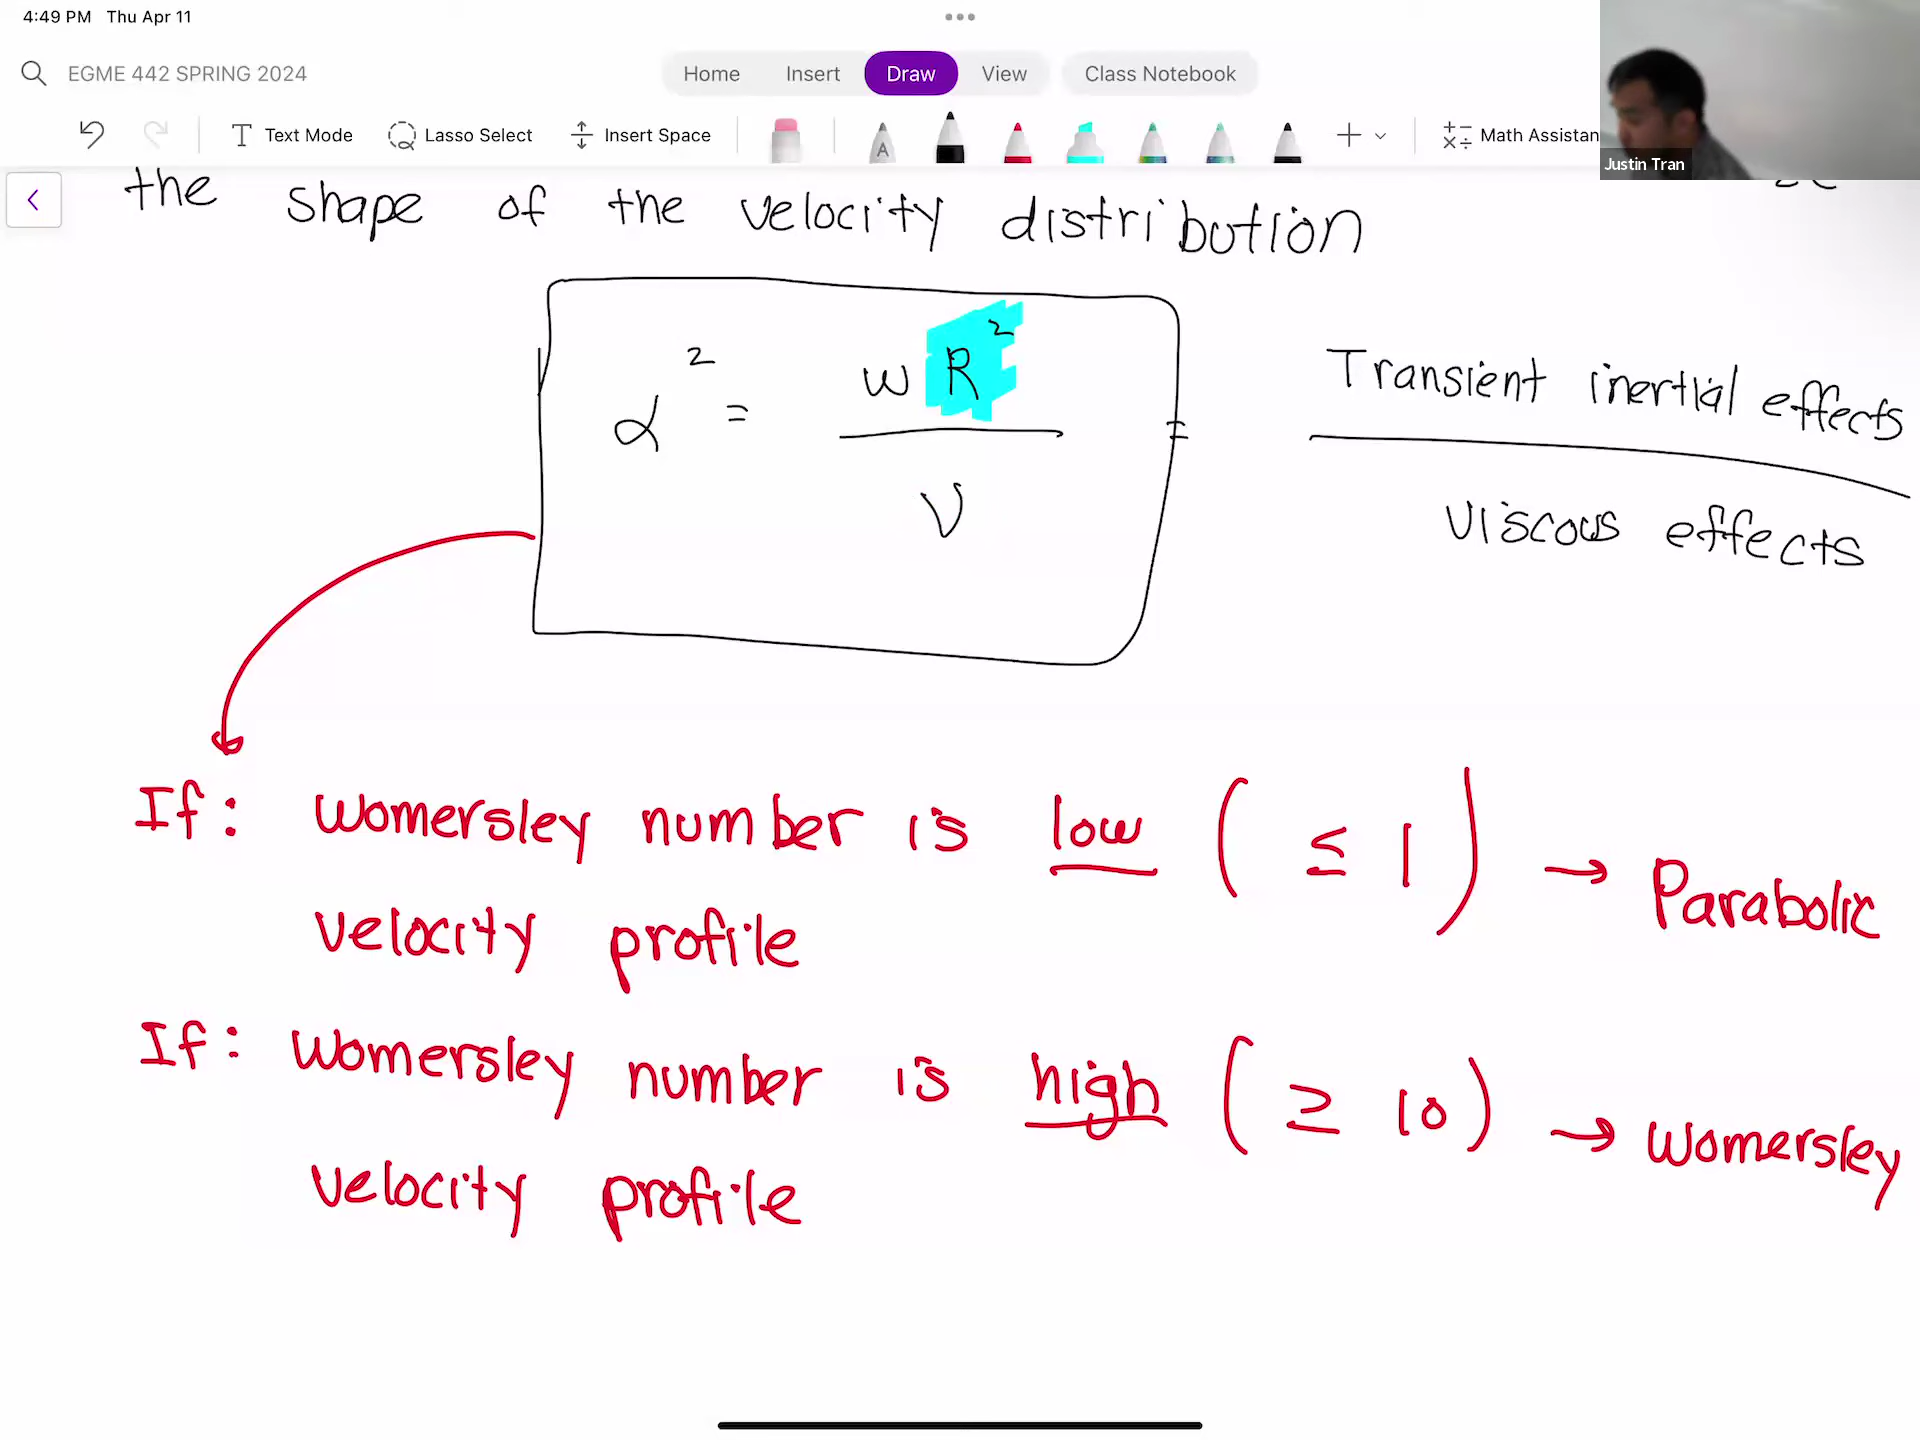 4:49 PM Thu Apr 11
EGME 442 SPRING 2024
Home Insert Draw View Class Notebook
Text Mode Lasso Select Insert Space Math Assistan
Justin Tran
the shape of the velocity distribution
α² = ωR² / ν = Transient inertial effects / viscous effects
If: Womersley number is low ( ≤ 1 ) → Parabolic
velocity profile
If: Womersley number is high ( ≥ 10 ) → Womersley
velocity profile